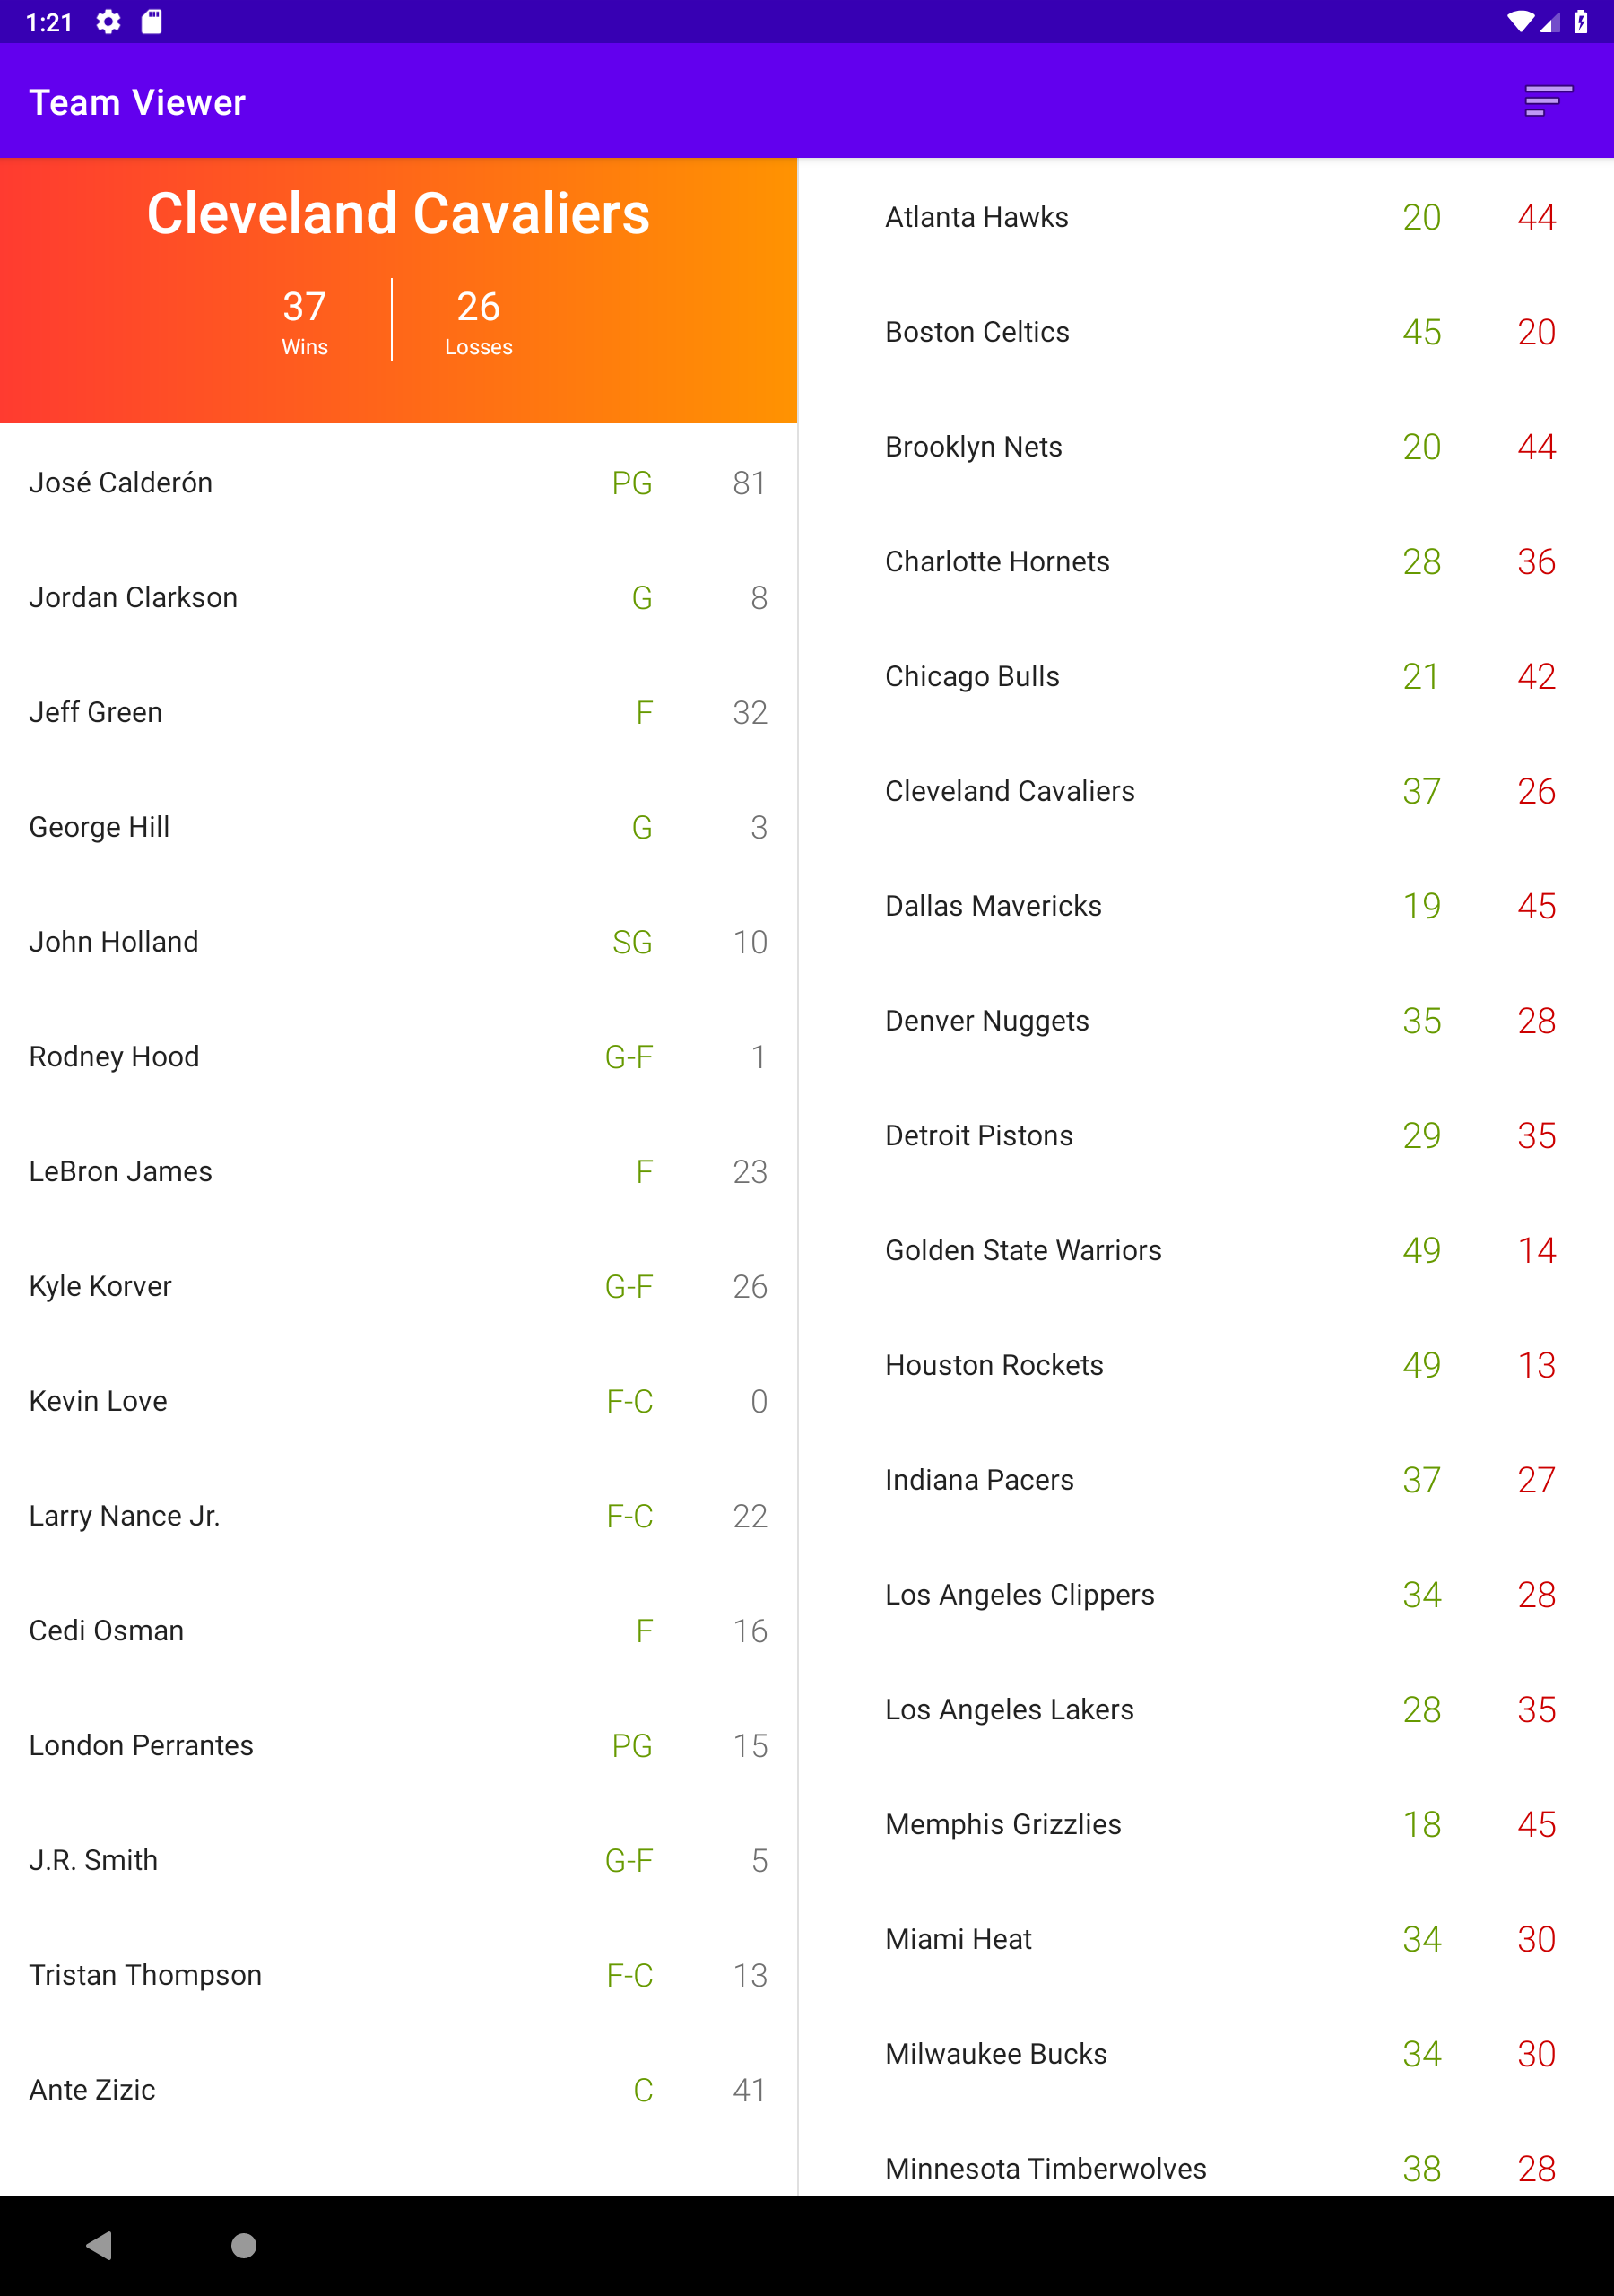 1:21
Team Viewer
Cleveland Cavaliers
37 26
Wins Losses
José Calderón PG 81
Jordan Clarkson G 8
Jeff Green F 32
George Hill G 3
John Holland SG 10
Rodney Hood G-F 1
LeBron James F 23
Kyle Korver G-F 26
Kevin Love F-C 0
Larry Nance Jr. F-C 22
Cedi Osman F 16
London Perrantes PG 15
J.R. Smith G-F 5
Tristan Thompson F-C 13
Ante Zizic C 41
Atlanta Hawks 20 44
Boston Celtics 45 20
Brooklyn Nets 20 44
Charlotte Hornets 28 36
Chicago Bulls 21 42
Cleveland Cavaliers 37 26
Dallas Mavericks 19 45
Denver Nuggets 35 28
Detroit Pistons 29 35
Golden State Warriors 49 14
Houston Rockets 49 13
Indiana Pacers 37 27
Los Angeles Clippers 34 28
Los Angeles Lakers 28 35
Memphis Grizzlies 18 45
Miami Heat 34 30
Milwaukee Bucks 34 30
Minnesota Timberwolves 38 28